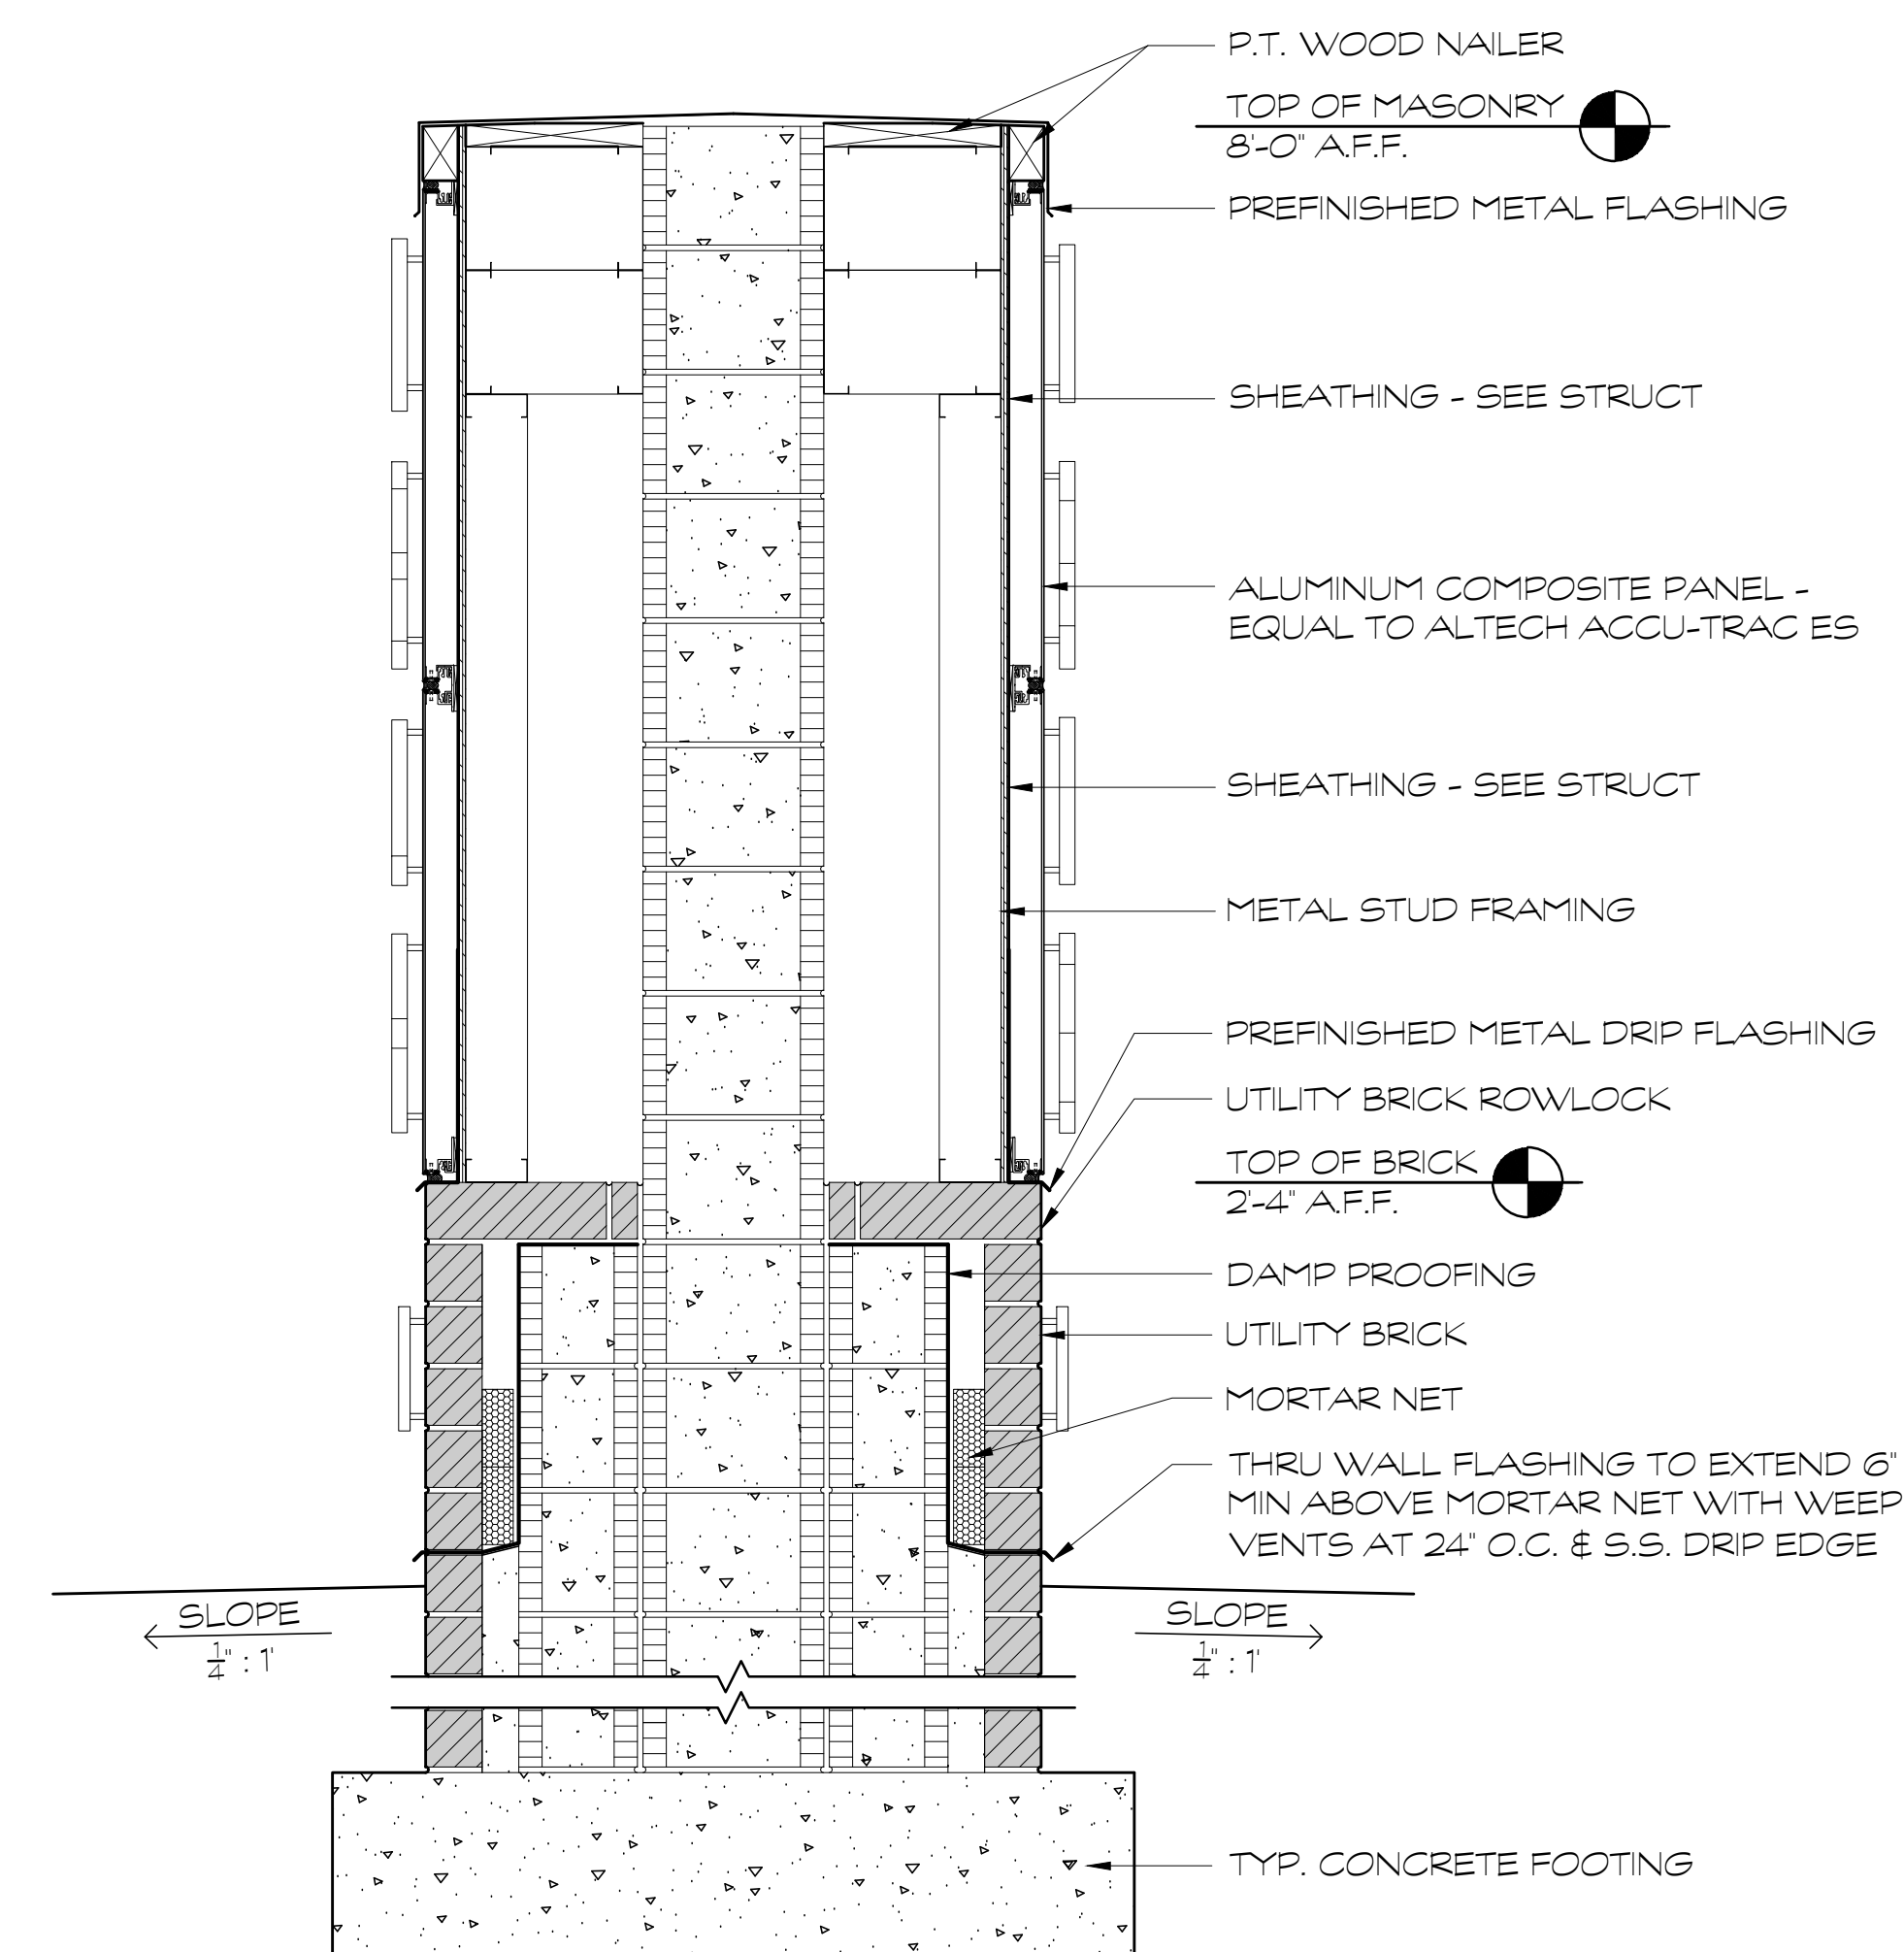 P.T. WOOD NAILER
TOP OF MASONRY
8'-0" A.F.F.
PREFINISHED METAL FLASHING
SHEATHING - SEE STRUCT
ALUMINUM COMPOSITE PANEL -
EQUAL TO ALTECH ACCU-TRAC ES
SHEATHING - SEE STRUCT
METAL STUD FRAMING
PREFINISHED METAL DRIP FLASHING
UTILITY BRICK ROWLOCK
TOP OF BRICK
2'-4" A.F.F.
DAMP PROOFING
UTILITY BRICK
MORTAR NET
THRU WALL FLASHING TO EXTEND 6"
MIN ABOVE MORTAR NET WITH WEEP
VENTS AT 24" O.C. & S.S. DRIP EDGE
SLOPE
1/4" : 1'
SLOPE
1/4" : 1'
TYP. CONCRETE FOOTING